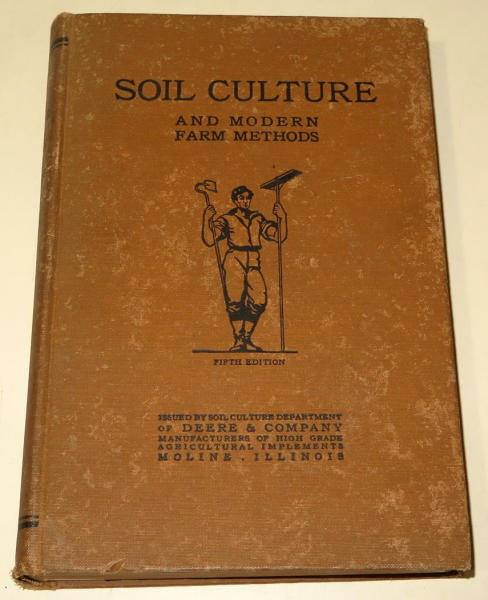 SOIL CULTURE
AND MODERN
FARM METHODS
FIFTH EDITION
ISSUED BY SOIL CULTURE DEPARTMENT
OF DEERE & COMPANY
MANUFACTURERS OF HIGH GRADE
AGRICULTURAL IMPLEMENTS
MOLINE . ILLINOIS